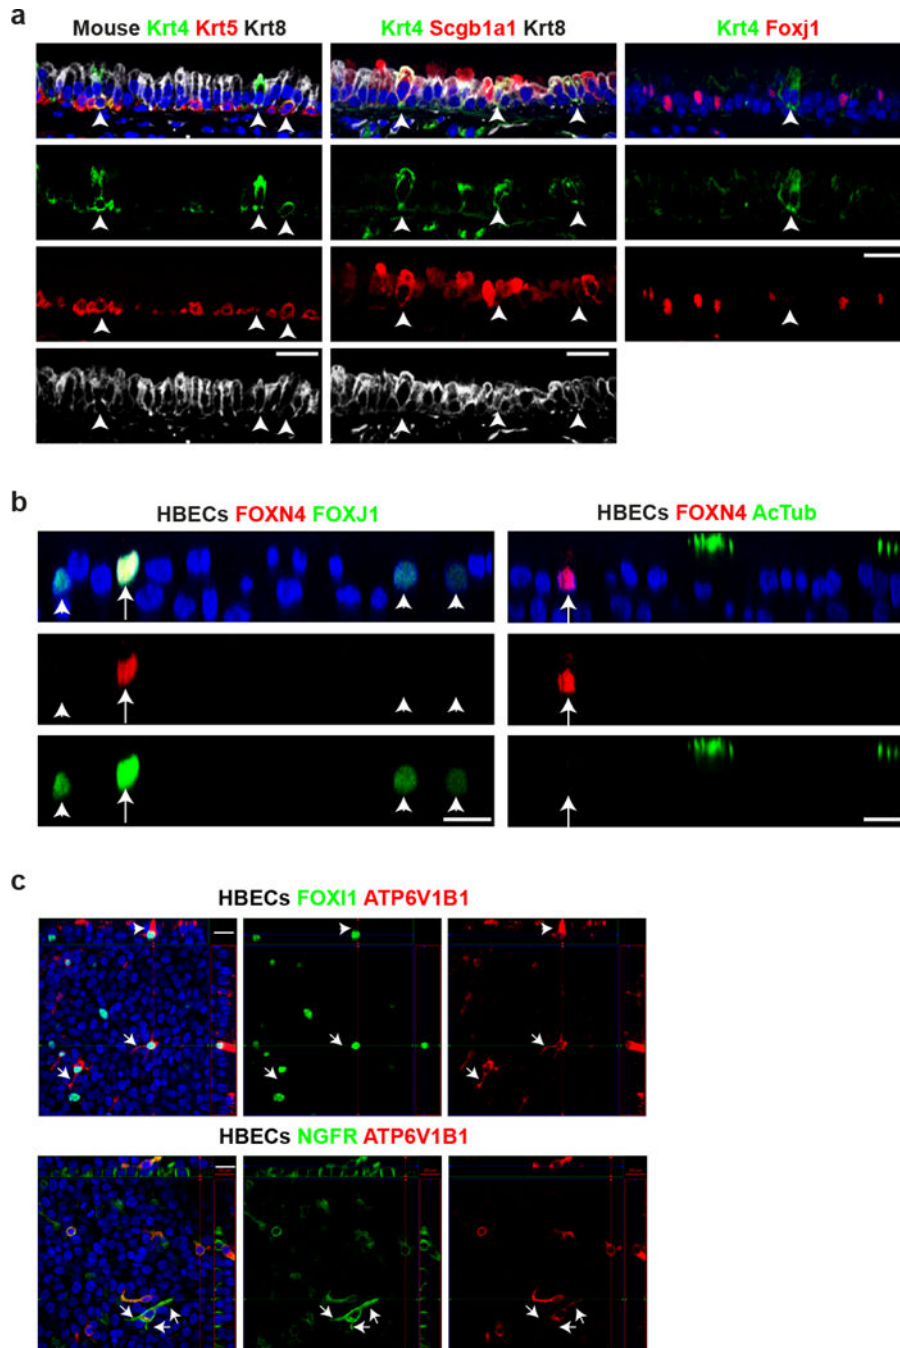 a
Mouse Krt4 Krt5 Krt8
Krt4 Scgb1a1 Krt8
Krt4 Foxj1
b
HBECs FOXN4 FOXJ1
HBECs FOXN4 AcTub
c
HBECs FOXI1 ATP6V1B1
HBECs NGFR ATP6V1B1